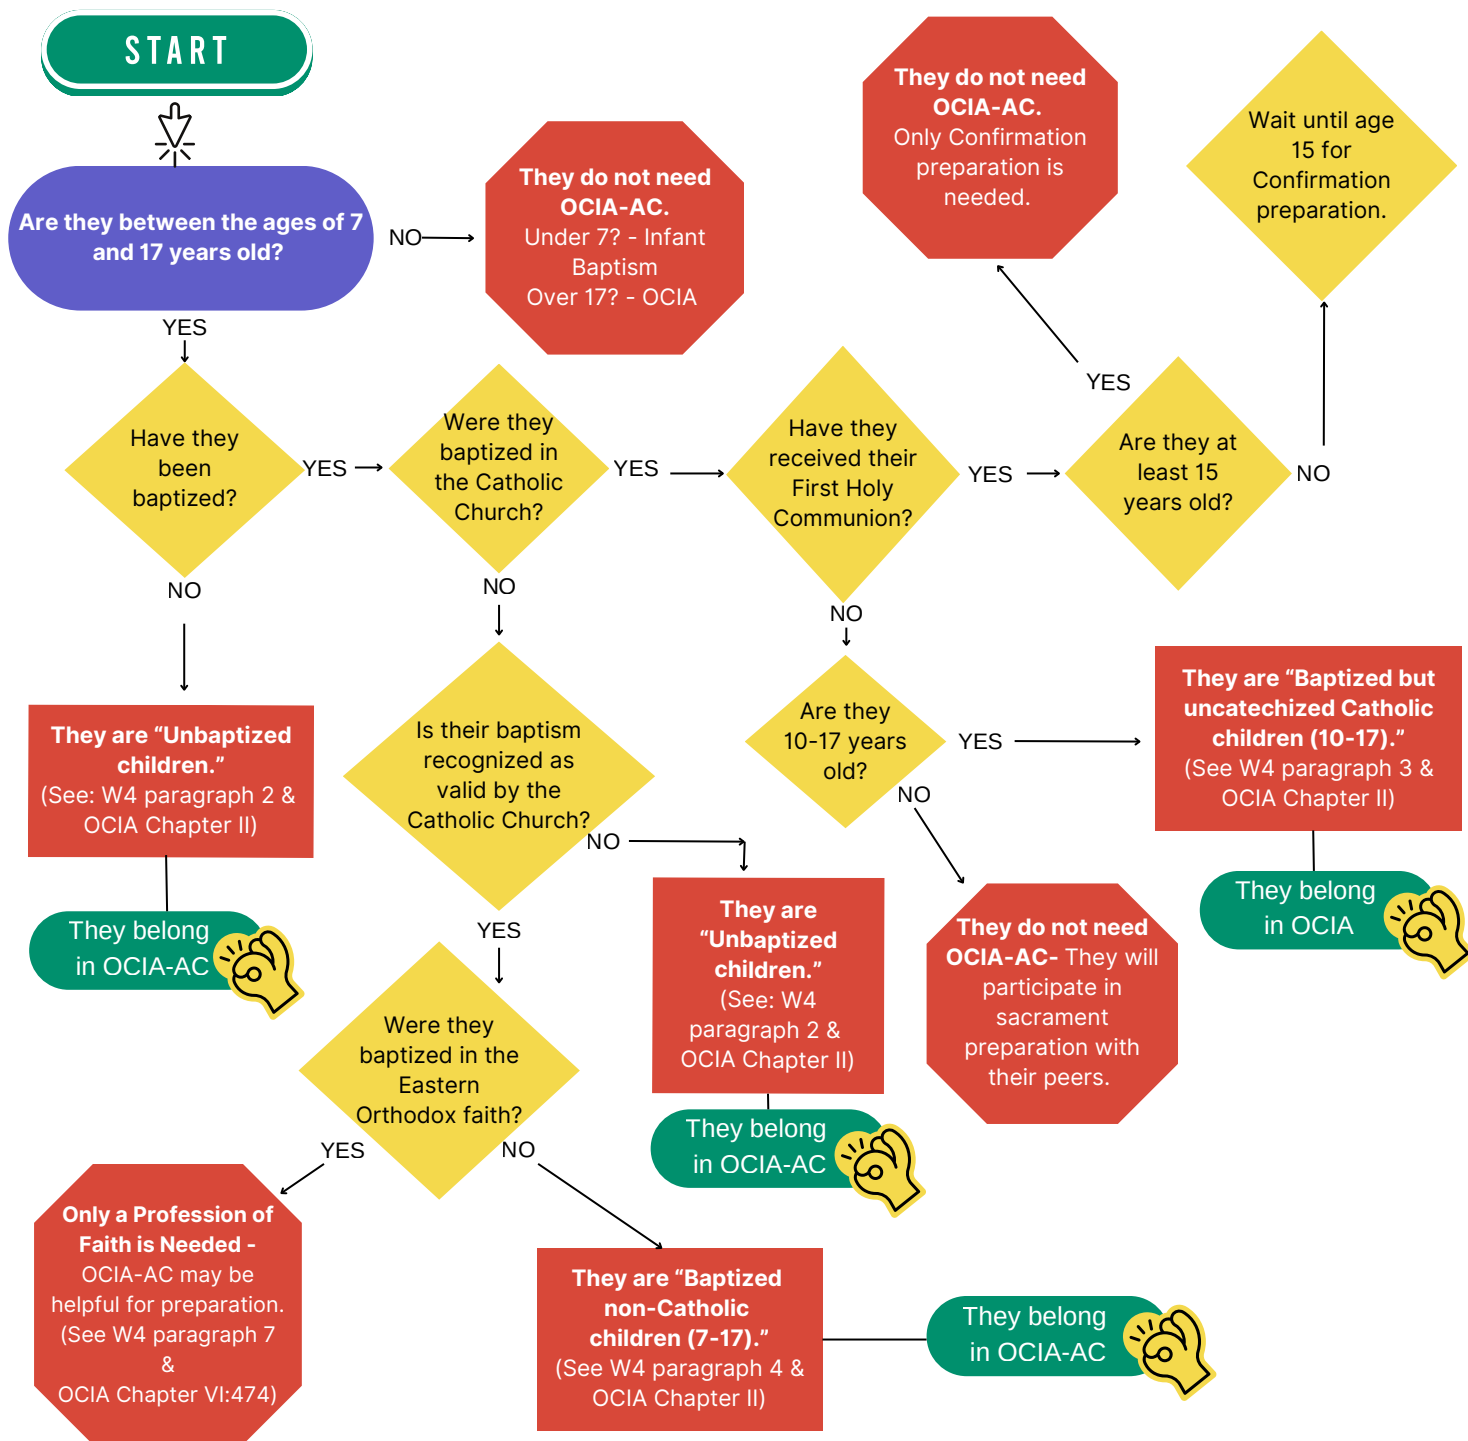 START
Are they between the ages of 7
and 17 years old?
NO
They do not need
OCIA-AC.
Under 7? - Infant
Baptism
Over 17? - OCIA
They do not need
OCIA-AC.
Only Confirmation
preparation is
needed.
Wait until age
15 for
Confirmation
preparation.
YES
Have they
been
baptized?
YES
Were they
baptized in
the Catholic
Church?
YES
Have they
received their
First Holy
Communion?
YES
Are they at
least 15
years old?
YES
NO
NO
NO
NO
They are “Unbaptized
children.”
(See: W4 paragraph 2 &
OCIA Chapter II)
They belong
in OCIA-AC
Is their baptism
recognized as
valid by the
Catholic Church?
NO
YES
Are they
10-17 years
old?
YES
NO
They are “Baptized but
uncatechized Catholic
children (10-17).”
(See W4 paragraph 3 &
OCIA Chapter II)
They belong
in OCIA
They are
“Unbaptized
children.”
(See: W4
paragraph 2 &
OCIA Chapter II)
They belong
in OCIA-AC
They do not need
OCIA-AC- They will
participate in
sacrament
preparation with
their peers.
Were they
baptized in the
Eastern
Orthodox faith?
YES
NO
Only a Profession of
Faith is Needed -
OCIA-AC may be
helpful for preparation.
(See W4 paragraph 7
&
OCIA Chapter VI:474)
They are “Baptized
non-Catholic
children (7-17).”
(See W4 paragraph 4 &
OCIA Chapter II)
They belong
in OCIA-AC